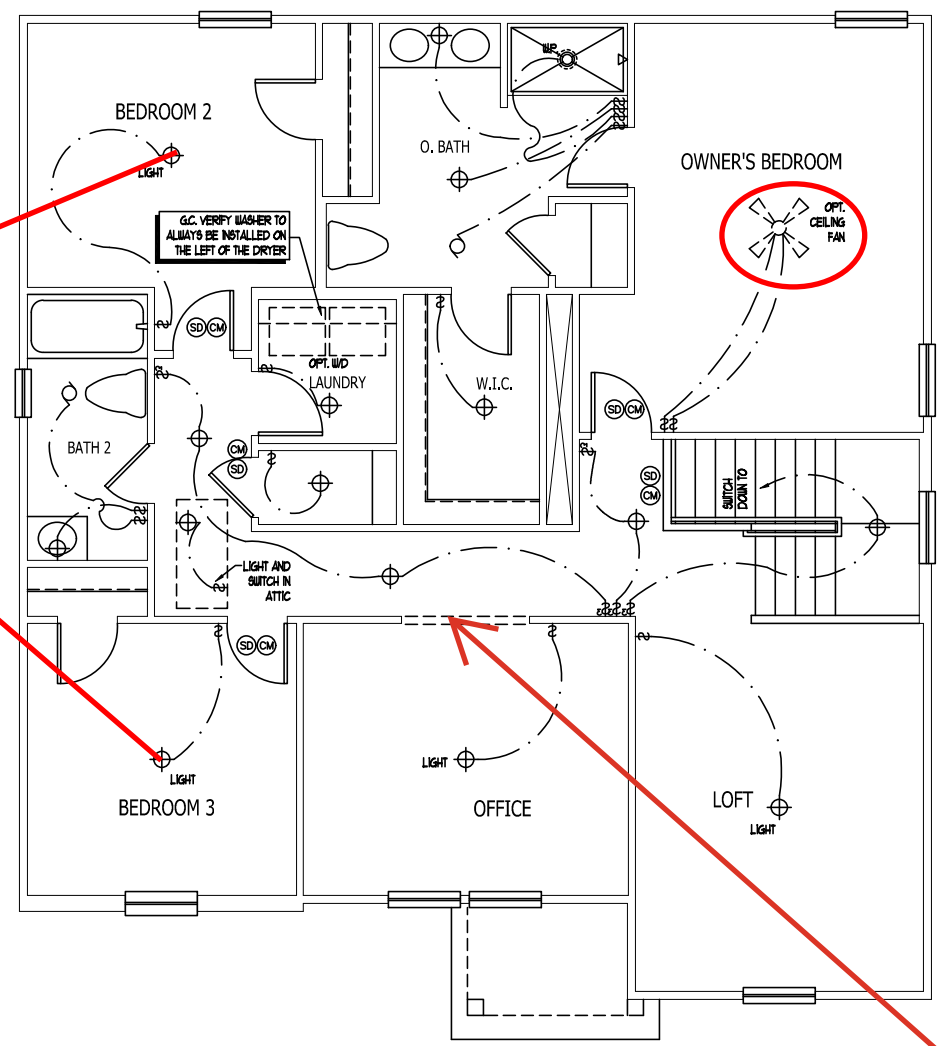 BEDROOM 2
LIGHT
WP
O. BATH
OWNER'S BEDROOM
OPT.
CEILING
FAN
G.C. VERIFY WASHER TO
ALWAYS BE INSTALLED ON
THE LEFT OF THE DRYER
SD CM
OPT. W/D
LAUNDRY
W.I.C.
SD CM
BATH 2
CM
SD
SD
CM
SWITCH
DOWN TO
LIGHT AND
SWITCH IN
ATTIC
SD CM
LIGHT
BEDROOM 3
LIGHT
OFFICE
LOFT
LIGHT